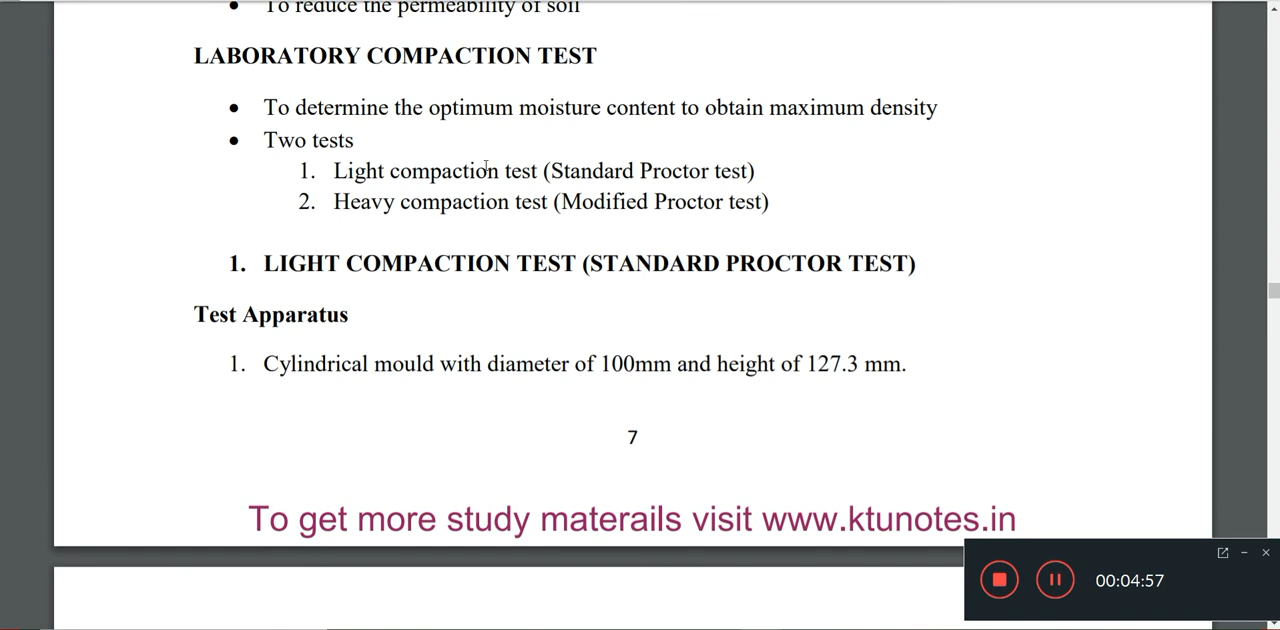 • To reduce the permeability of soil
LABORATORY COMPACTION TEST
• To determine the optimum moisture content to obtain maximum density
• Two tests
1. Light compaction test (Standard Proctor test)
2. Heavy compaction test (Modified Proctor test)
1. LIGHT COMPACTION TEST (STANDARD PROCTOR TEST)
Test Apparatus
1. Cylindrical mould with diameter of 100mm and height of 127.3 mm.
7
To get more study materails visit www.ktunotes.in
00:04:57